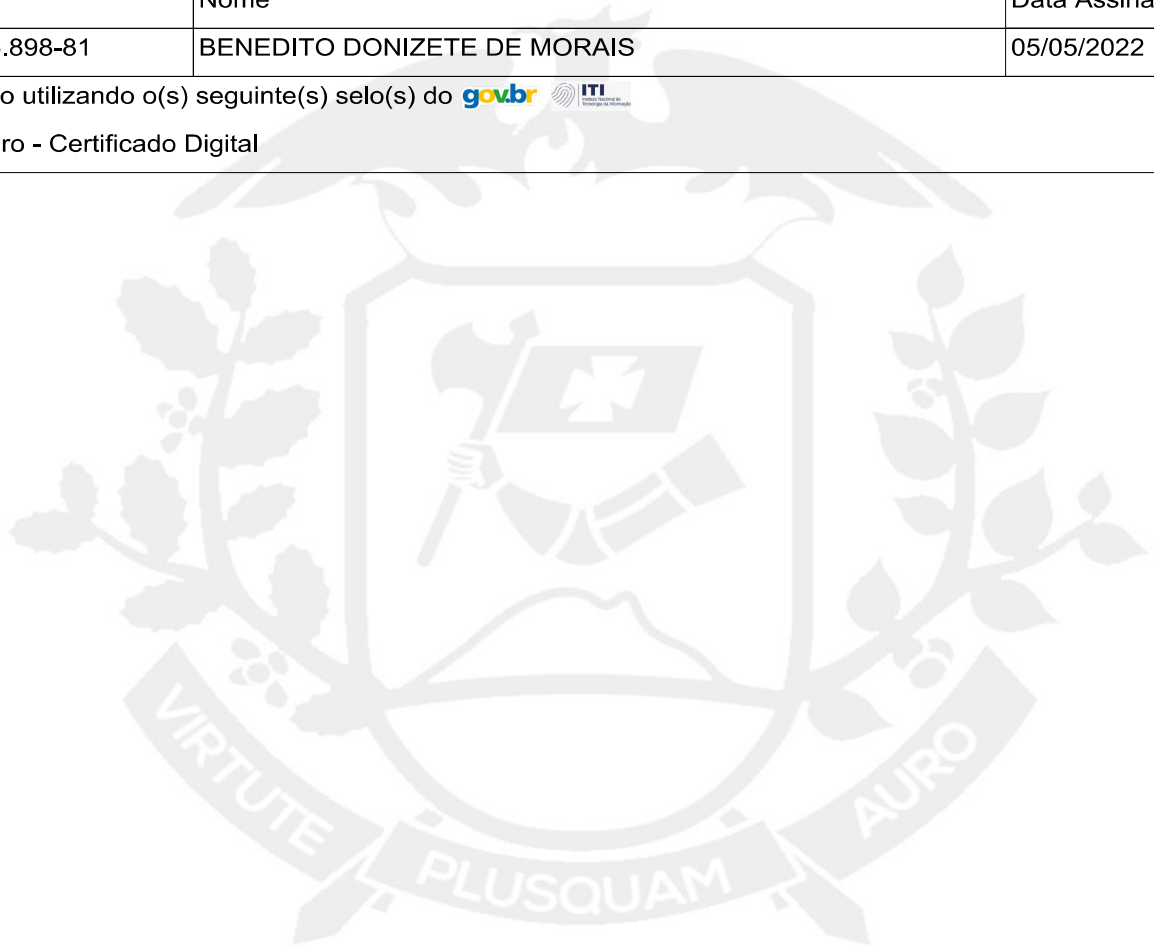 Nome Data Assina
.898-81 BENEDITO DONIZETE DE MORAIS 05/05/2022
o utilizando o(s) seguinte(s) selo(s) do gov.br ITI
ro - Certificado Digital
VIRTUTE PLUSQUAM AURO